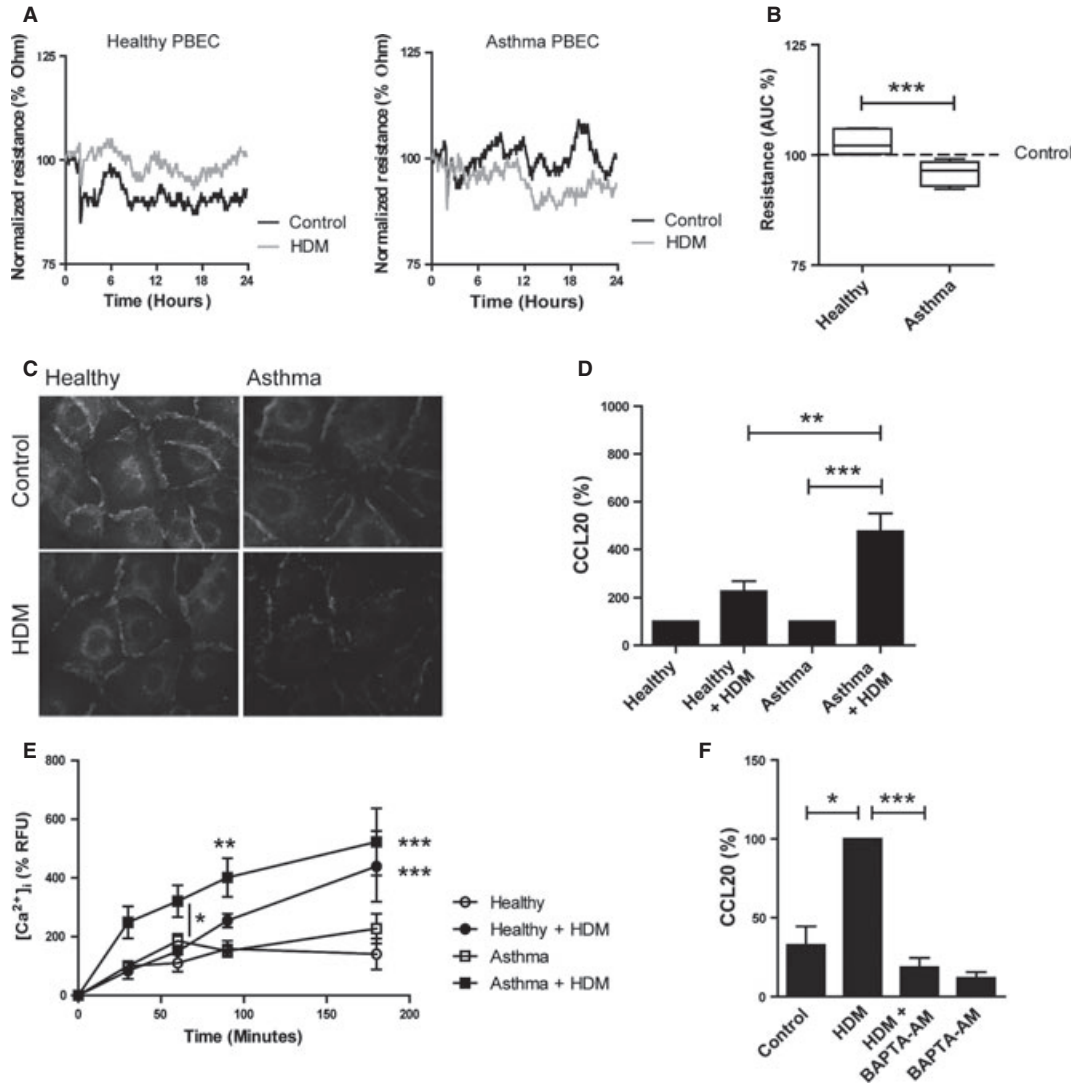 A
Healthy PBEC
Normalized resistance (% Ohm)
125
100
75
0 6 12 18 24
Time (Hours)
Control
HDM
Asthma PBEC
Normalized resistance (% Ohm)
125
100
75
0 6 12 18 24
Time (Hours)
Control
HDM
B
Resistance (AUC %)
125
100
75
***
Control
Healthy
Asthma
C
Healthy Asthma
Control
HDM
D
CCL20 (%)
1000
800
600
400
200
0
**
***
Healthy
Healthy
+ HDM
Asthma
Asthma
+ HDM
E
[Ca²⁺]ᵢ (% RFU)
800
600
400
200
0
0 50 100 150 200
Time (Minutes)
**
*
***
***
Healthy
Healthy + HDM
Asthma
Asthma + HDM
F
CCL20 (%)
150
100
50
0
*
***
Control
HDM
HDM +
BAPTA-AM
BAPTA-AM